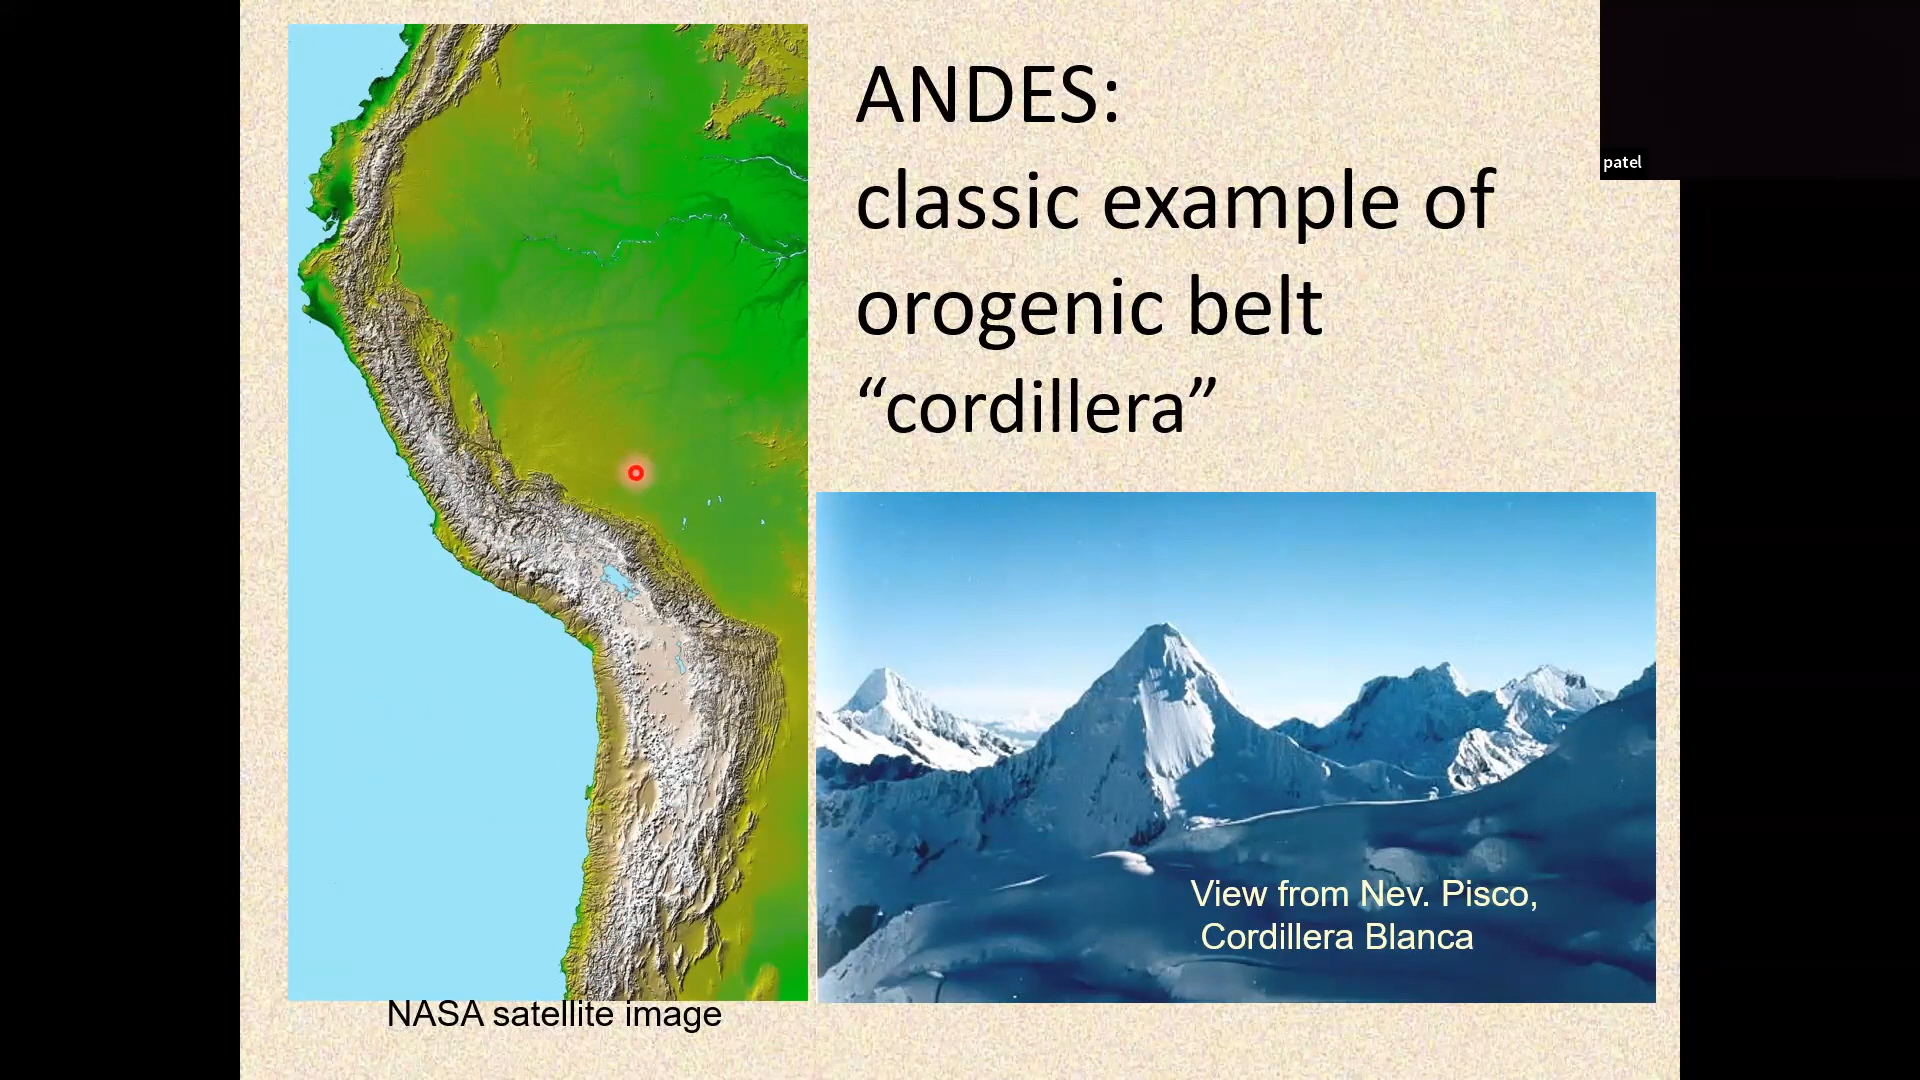 ANDES:
classic example of
orogenic belt
“cordillera”
patel
View from Nev. Pisco,
Cordillera Blanca
NASA satellite image